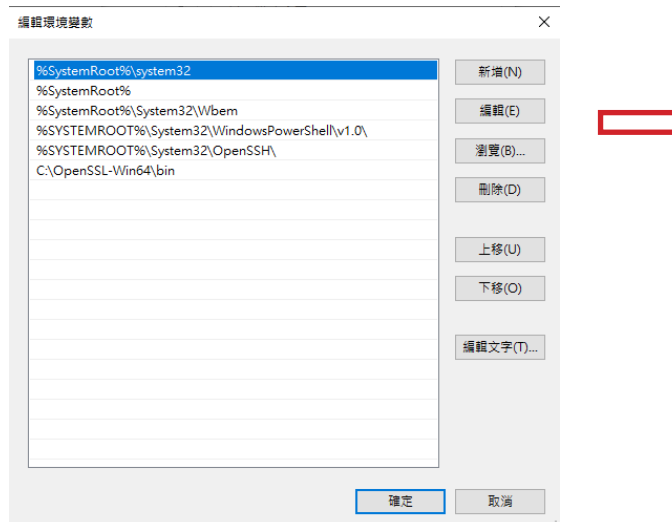 編輯環境變數
%SystemRoot%\system32
%SystemRoot%
%SystemRoot%\System32\Wbem
%SYSTEMROOT%\System32\WindowsPowerShell\v1.0\
%SYSTEMROOT%\System32\OpenSSH\
C:\OpenSSL-Win64\bin
新增(N)
編輯(E)
瀏覽(B)...
刪除(D)
上移(U)
下移(O)
編輯文字(T)...
確定
取消